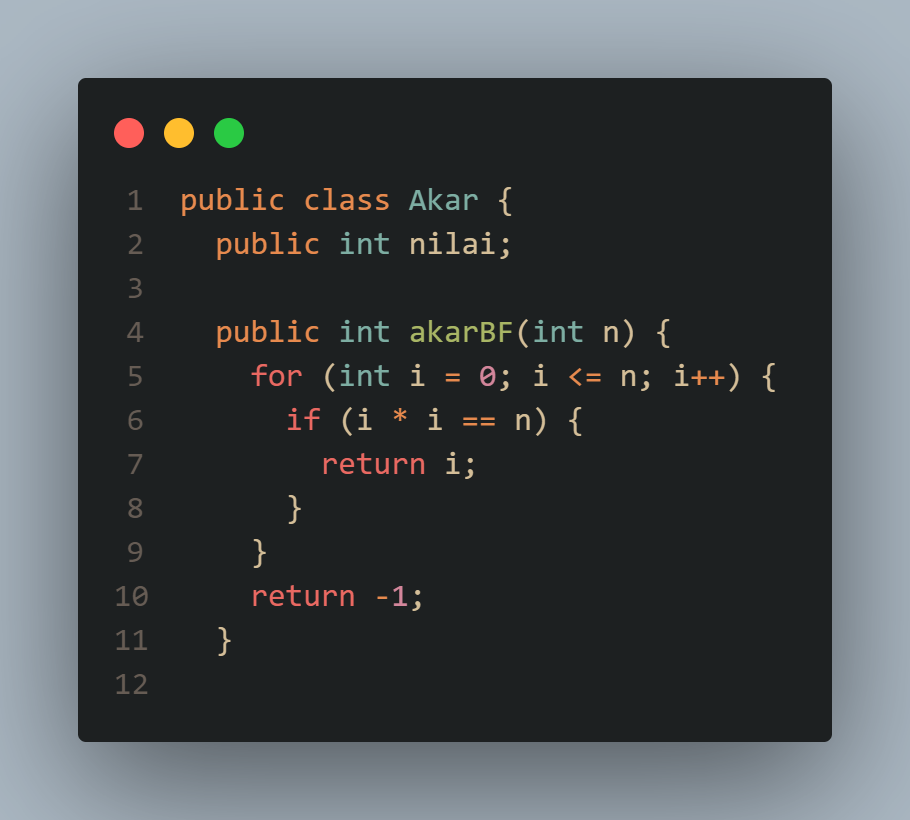 1 public class Akar {
2   public int nilai;
3
4   public int akarBF(int n) {
5     for (int i = 0; i <= n; i++) {
6       if (i * i == n) {
7         return i;
8       }
9     }
10     return -1;
11   }
12